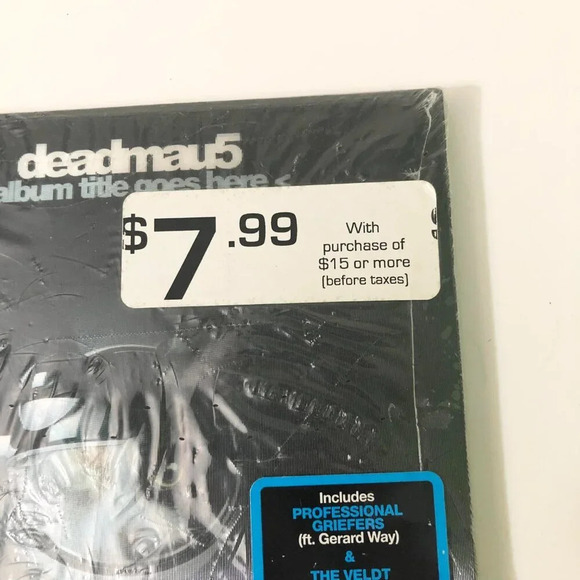 deadmau5
album title goes here <
$7.99
With
purchase of
$15 or more
(before taxes)
Includes
PROFESSIONAL
GRIEFERS
(ft. Gerard Way)
&
THE VELDT